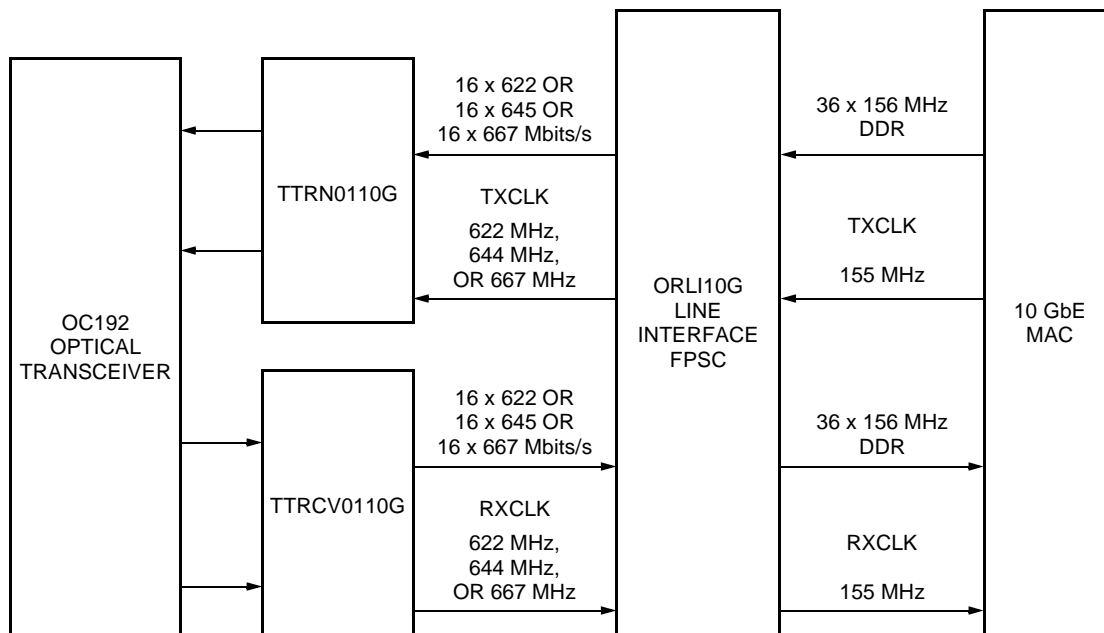 OC192
OPTICAL
TRANSCEIVER
TTRN0110G
16 x 622 OR
16 x 645 OR
16 x 667 Mbits/s
TXCLK
622 MHz,
644 MHz,
OR 667 MHz
TTRCV0110G
16 x 622 OR
16 x 645 OR
16 x 667 Mbits/s
RXCLK
622 MHz,
644 MHz,
OR 667 MHz
ORLI10G
LINE
INTERFACE
FPSC
36 x 156 MHz
DDR
TXCLK
155 MHz
36 x 156 MHz
DDR
RXCLK
155 MHz
10 GbE
MAC